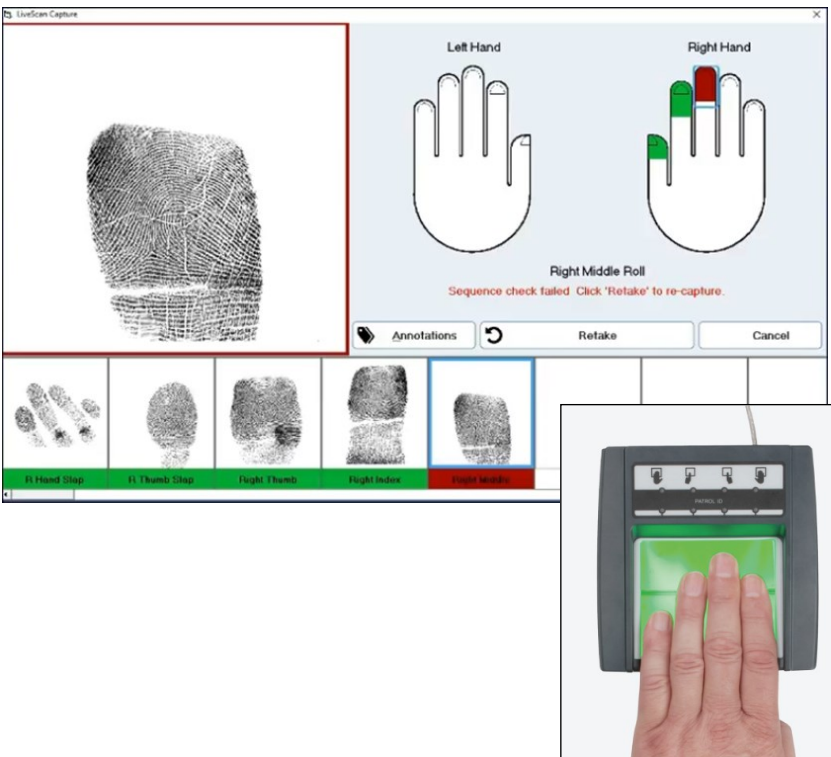 LiveScan Capture
Left Hand
Right Hand
Right Middle Roll
Sequence check failed Click 'Retake' to re-capture.
Annotations
Retake
Cancel
R Hand Slap
R Thumb Slap
Right Thumb
Right Index
Right Middle
PATROL ID